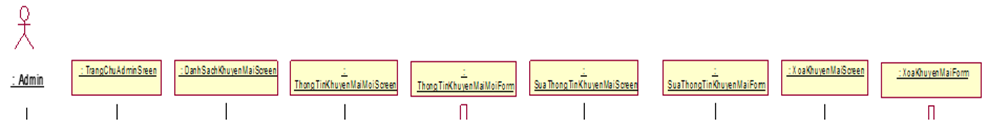 : Admin
: TrangChuAdminSreen
: DanhSachKhuyenMaiScreen
:
ThongTinKhuyenMaiMoiScreen
:
ThongTinKhuyenMaiMoiForm
:
SuaThongTinKhuyenMaiScreen
:
SuaThongTinKhuyenMaiForm
: XoaKhuyenMaiScreen
: XoaKhuyenMaiForm